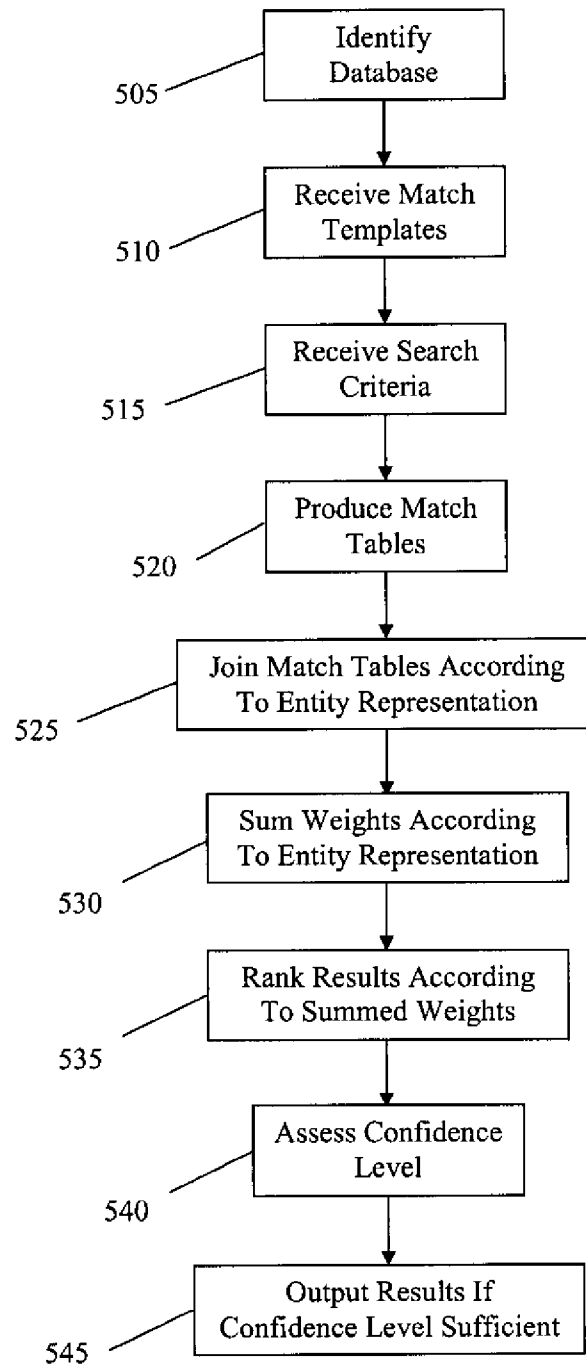 Identify
Database
505
Receive Match
Templates
510
Receive Search
Criteria
515
Produce Match
Tables
520
Join Match Tables According
To Entity Representation
525
Sum Weights According
To Entity Representation
530
Rank Results According
To Summed Weights
535
Assess Confidence
Level
540
Output Results If
Confidence Level Sufficient
545